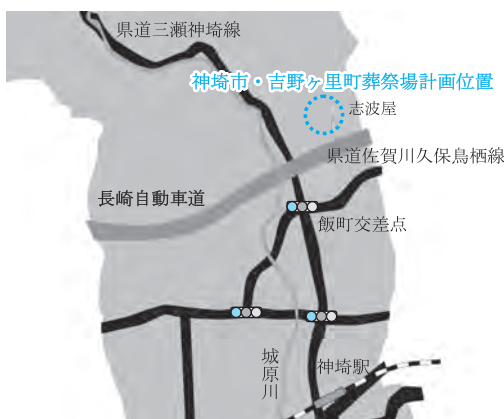 県道三瀬神埼線
神埼市・吉野ヶ里町葬祭場計画位置
志波屋
県道佐賀川久保鳥栖線
長崎自動車道
飯町交差点
城原川
神埼駅